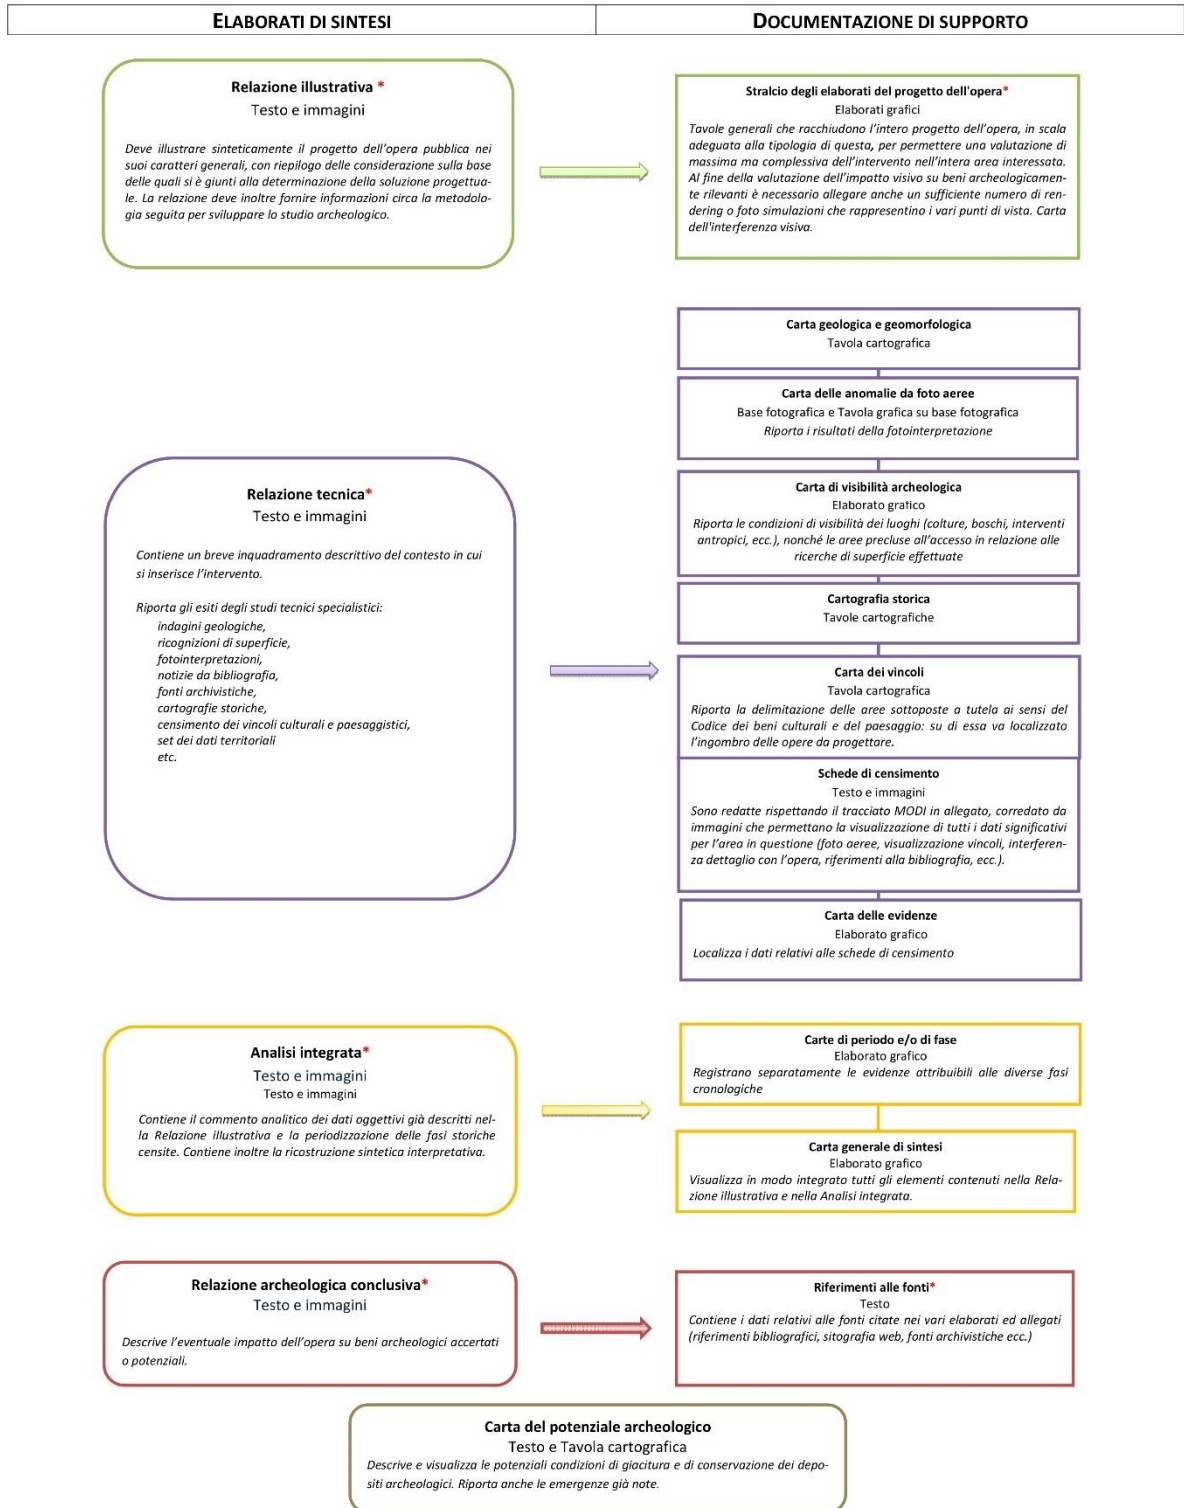 ELABORATI DI SINTESI
DOCUMENTAZIONE DI SUPPORTO
Relazione illustrativa *
Testo e immagini
Deve illustrare sinteticamente il progetto dell’opera pubblica nei
suoi caratteri generali, con riepilogo delle considerazione sulla base
delle quali si è giunti alla determinazione della soluzione progettua-
le. La relazione deve inoltre fornire informazioni circa la metodolo-
gia seguita per sviluppare lo studio archeologico.
Stralcio degli elaborati del progetto dell'opera*
Elaborati grafici
Tavole generali che racchiudono l’intero progetto dell’opera, in scala
adeguata alla tipologia di questa, per permettere una valutazione di
massima ma complessiva dell’intervento nell’intera area interessata.
Al fine della valutazione dell’impatto visivo su beni archeologicamen-
te rilevanti è necessario allegare anche un sufficiente numero di ren-
dering o foto simulazioni che rappresentino i vari punti di vista. Carta
dell'interferenza visiva.
Relazione tecnica*
Testo e immagini
Contiene un breve inquadramento descrittivo del contesto in cui
si inserisce l’intervento.
Riporta gli esiti degli studi tecnici specialistici:
indagini geologiche,
ricognizioni di superficie,
fotointerpretazioni,
notizie da bibliografia,
fonti archivistiche,
cartografie storiche,
censimento dei vincoli culturali e paesaggistici,
set dei dati territoriali
etc.
Carta geologica e geomorfologica
Tavola cartografica
Carta delle anomalie da foto aeree
Base fotografica e Tavola grafica su base fotografica
Riporta i risultati della fotointerpretazione
Carta di visibilità archeologica
Elaborato grafico
Riporta le condizioni di visibilità dei luoghi (colture, boschi, interventi
antropici, ecc.), nonché le aree precluse all’accesso in relazione alle
ricerche di superficie effettuate
Cartografia storica
Tavole cartografiche
Carta dei vincoli
Tavola cartografica
Riporta la delimitazione delle aree sottoposte a tutela ai sensi del
Codice dei beni culturali e del paesaggio: su di essa va localizzato
l’ingombro delle opere da progettare.
Schede di censimento
Testo e immagini
Sono redatte rispettando il tracciato MODI in allegato, corredato da
immagini che permettano la visualizzazione di tutti i dati significativi
per l’area in questione (foto aeree, visualizzazione vincoli, interferen-
za dettaglio con l’opera, riferimenti alla bibliografia, ecc.).
Carta delle evidenze
Elaborato grafico
Localizza i dati relativi alle schede di censimento
Analisi integrata*
Testo e immagini
Testo e immagini
Contiene il commento analitico dei dati oggettivi già descritti nel-
la Relazione illustrativa e la periodizzazione delle fasi storiche
censite. Contiene inoltre la ricostruzione sintetica interpretativa.
Carte di periodo e/o di fase
Elaborato grafico
Registrano separatamente le evidenze attribuibili alle diverse fasi
cronologiche
Carta generale di sintesi
Elaborato grafico
Visualizza in modo integrato tutti gli elementi contenuti nella Rela-
zione illustrativa e nella Analisi integrata.
Relazione archeologica conclusiva*
Testo e immagini
Descrive l’eventuale impatto dell’opera su beni archeologici accertati
o potenziali.
Riferimenti alle fonti*
Testo
Contiene i dati relativi alle fonti citate nei vari elaborati ed allegati
(riferimenti bibliografici, sitografia web, fonti archivistiche ecc.)
Carta del potenziale archeologico
Testo e Tavola cartografica
Descrive e visualizza le potenziali condizioni di giacitura e di conservazione dei depo-
siti archeologici. Riporta anche le emergenze già note.